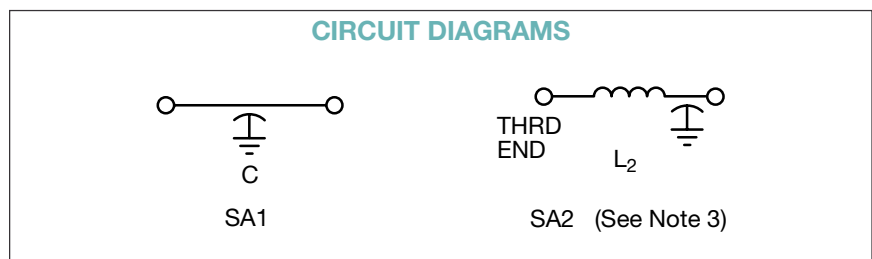 CIRCUIT DIAGRAMS
C
SA1
THRD
END
L₂
SA2 (See Note 3)